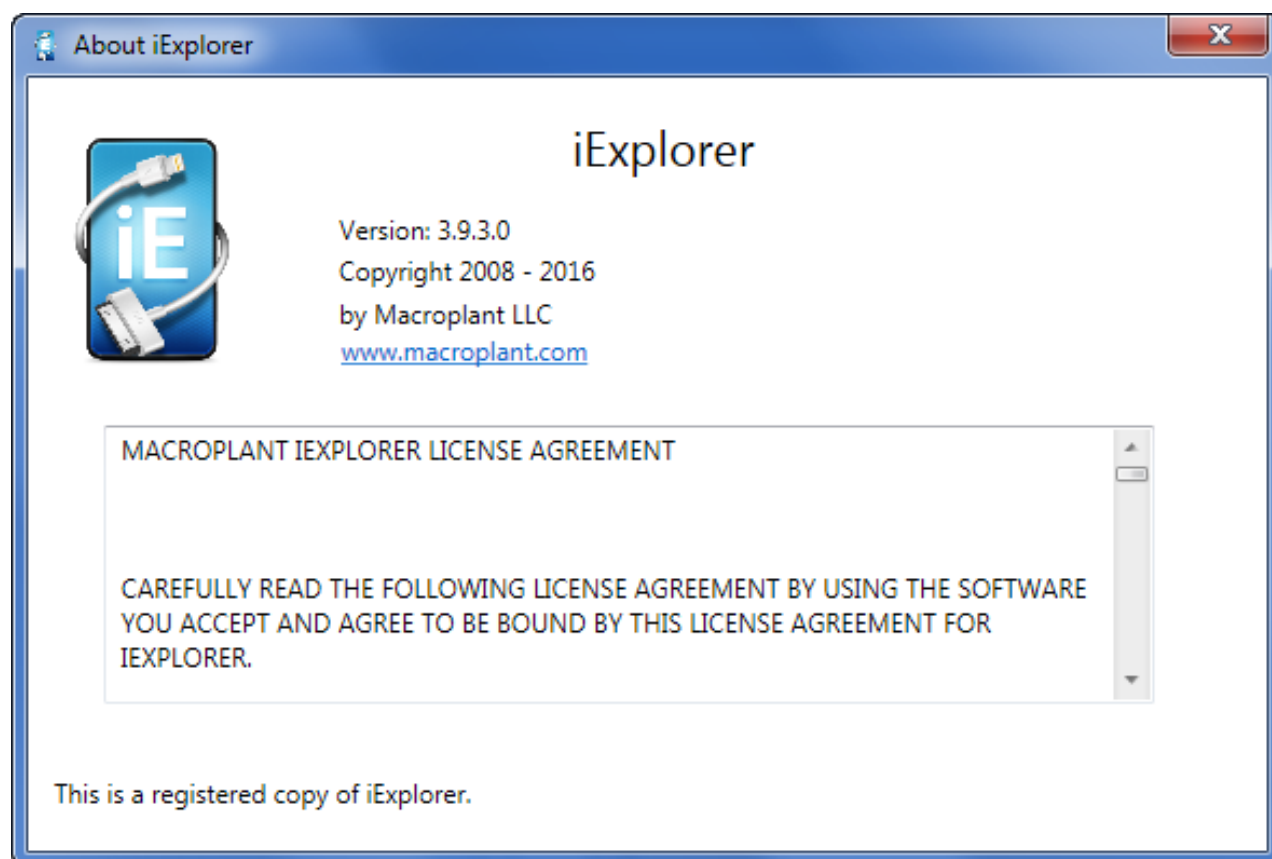 About iExplorer
iExplorer
iE
Version: 3.9.3.0
Copyright 2008 - 2016
by Macroplant LLC
www.macroplant.com
MACROPLANT IEXPLORER LICENSE AGREEMENT
CAREFULLY READ THE FOLLOWING LICENSE AGREEMENT BY USING THE SOFTWARE
YOU ACCEPT AND AGREE TO BE BOUND BY THIS LICENSE AGREEMENT FOR
IEXPLORER.
This is a registered copy of iExplorer.